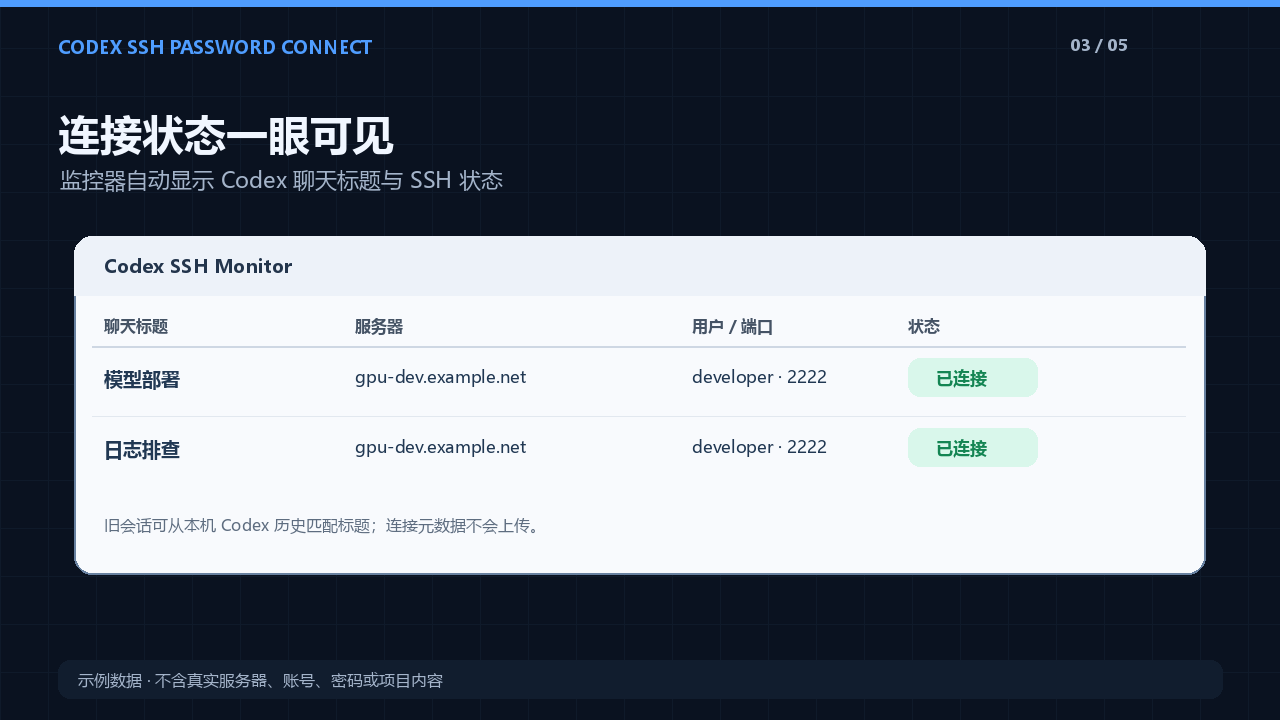 CODEX SSH PASSWORD CONNECT
03 / 05
连接状态一眼可见
监控器自动显示 Codex 聊天标题与 SSH 状态
Codex SSH Monitor
聊天标题 服务器 用户 / 端口 状态
模型部署 gpu-dev.example.net developer · 2222 已连接
日志排查 gpu-dev.example.net developer · 2222 已连接
旧会话可从本机 Codex 历史匹配标题；连接元数据不会上传。
示例数据 · 不含真实服务器、账号、密码或项目内容